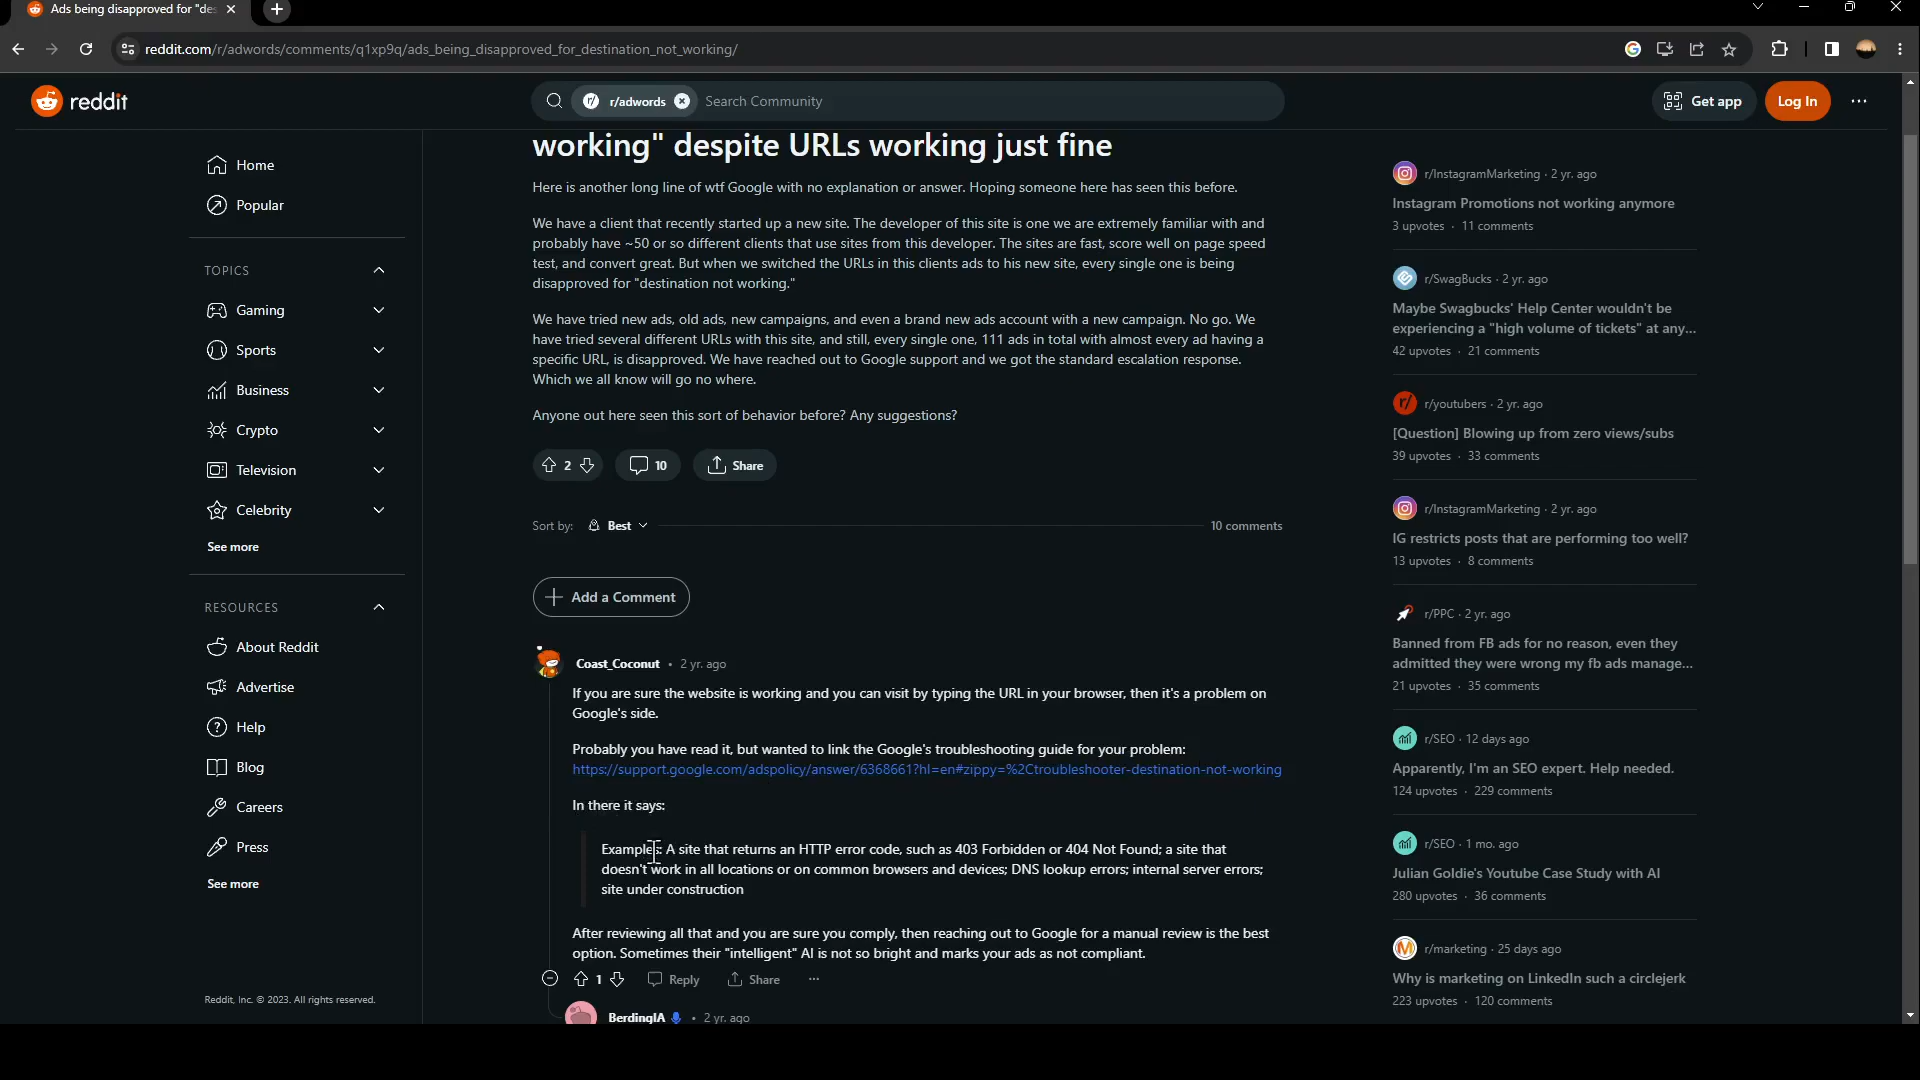 Ads being disapproved for "des
reddit.com/r/adwords/comments/q1xp9q/ads_being_disapproved_for_destination_not_working/
reddit
r/adwords
Search Community
Get app
Log In
Home
Popular
TOPICS
Gaming
Sports
Business
Crypto
Television
Celebrity
See more
RESOURCES
About Reddit
Advertise
Help
Blog
Careers
Press
See more
Reddit, Inc. © 2023. All rights reserved.
working" despite URLs working just fine
Here is another long line of wtf Google with no explanation or answer. Hoping someone here has seen this before.
We have a client that recently started up a new site. The developer of this site is one we are extremely familiar with and
probably have ~50 or so different clients that use sites from this developer. The sites are fast, score well on page speed
test, and convert great. But when we switched the URLs in this clients ads to his new site, every single one is being
disapproved for "destination not working."
We have tried new ads, old ads, new campaigns, and even a brand new ads account with a new campaign. No go. We
have tried several different URLs with this site, and still, every single one, 111 ads in total with almost every ad having a
specific URL, is disapproved. We have reached out to Google support and we got the standard escalation response.
Which we all know will go no where.
Anyone out here seen this sort of behavior before? Any suggestions?
2
10
Share
Sort by: Best
10 comments
Add a Comment
Coast_Coconut • 2 yr. ago
If you are sure the website is working and you can visit by typing the URL in your browser, then it's a problem on
Google's side.
Probably you have read it, but wanted to link the Google's troubleshooting guide for your problem:
https://support.google.com/adspolicy/answer/6368661?hl=en#zippy=%2Ctroubleshooter-destination-not-working
In there it says:
Examples: A site that returns an HTTP error code, such as 403 Forbidden or 404 Not Found; a site that
doesn't work in all locations or on common browsers and devices; DNS lookup errors; internal server errors;
site under construction
After reviewing all that and you are sure you comply, then reaching out to Google for a manual review is the best
option. Sometimes their "intelligent" AI is not so bright and marks your ads as not compliant.
1
Reply
Share
BerdingIA • 2 yr. ago
r/InstagramMarketing · 2 yr. ago
Instagram Promotions not working anymore
3 upvotes · 11 comments
r/SwagBucks · 2 yr. ago
Maybe Swagbucks' Help Center wouldn't be
experiencing a "high volume of tickets" at any...
42 upvotes · 21 comments
r/youtubers · 2 yr. ago
[Question] Blowing up from zero views/subs
39 upvotes · 33 comments
r/InstagramMarketing · 2 yr. ago
IG restricts posts that are performing too well?
13 upvotes · 8 comments
r/PPC · 2 yr. ago
Banned from FB ads for no reason, even they
admitted they were wrong my fb ads manage...
21 upvotes · 35 comments
r/SEO · 12 days ago
Apparently, I'm an SEO expert. Help needed.
124 upvotes · 229 comments
r/SEO · 1 mo. ago
Julian Goldie's Youtube Case Study with AI
280 upvotes · 36 comments
r/marketing · 25 days ago
Why is marketing on LinkedIn such a circlejerk
223 upvotes · 120 comments